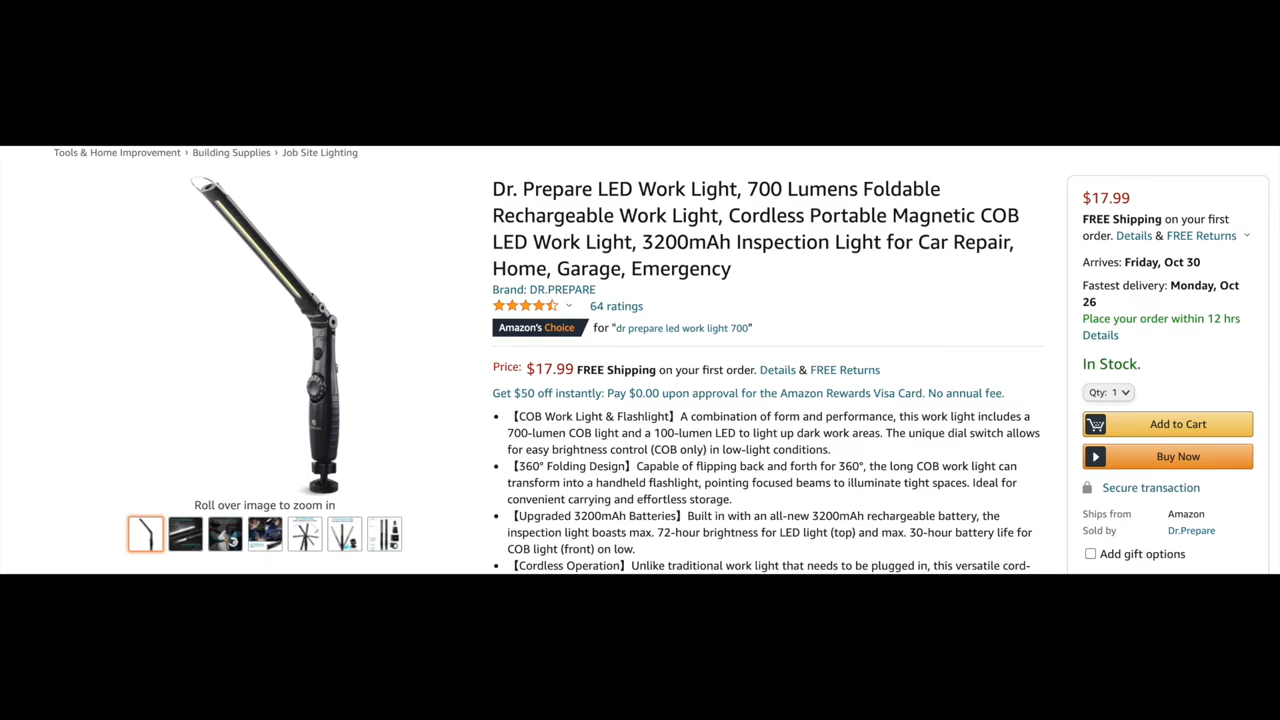 Tools & Home Improvement › Building Supplies › Job Site Lighting
Dr. Prepare LED Work Light, 700 Lumens Foldable
Rechargeable Work Light, Cordless Portable Magnetic COB
LED Work Light, 3200mAh Inspection Light for Car Repair,
Home, Garage, Emergency
Brand: DR.PREPARE
64 ratings
Amazon's Choice for "dr prepare led work light 700"
Price: $17.99 FREE Shipping on your first order. Details & FREE Returns
Get $50 off instantly: Pay $0.00 upon approval for the Amazon Rewards Visa Card. No annual fee.
• 【COB Work Light & Flashlight】A combination of form and performance, this work light includes a
700-lumen COB light and a 100-lumen LED to light up dark work areas. The unique dial switch allows
for easy brightness control (COB only) in low-light conditions.
• 【360° Folding Design】Capable of flipping back and forth for 360°, the long COB work light can
transform into a handheld flashlight, pointing focused beams to illuminate tight spaces. Ideal for
convenient carrying and effortless storage.
• 【Upgraded 3200mAh Batteries】Built in with an all-new 3200mAh rechargeable battery, the
inspection light boasts max. 72-hour brightness for LED light (top) and max. 30-hour battery life for
COB light (front) on low.
• 【Cordless Operation】Unlike traditional work light that needs to be plugged in, this versatile cord-
Roll over image to zoom in
$17.99
FREE Shipping on your first
order. Details & FREE Returns
Arrives: Friday, Oct 30
Fastest delivery: Monday, Oct
26
Place your order within 12 hrs
Details
In Stock.
Qty: 1
Add to Cart
Buy Now
Secure transaction
Ships from Amazon
Sold by Dr.Prepare
Add gift options